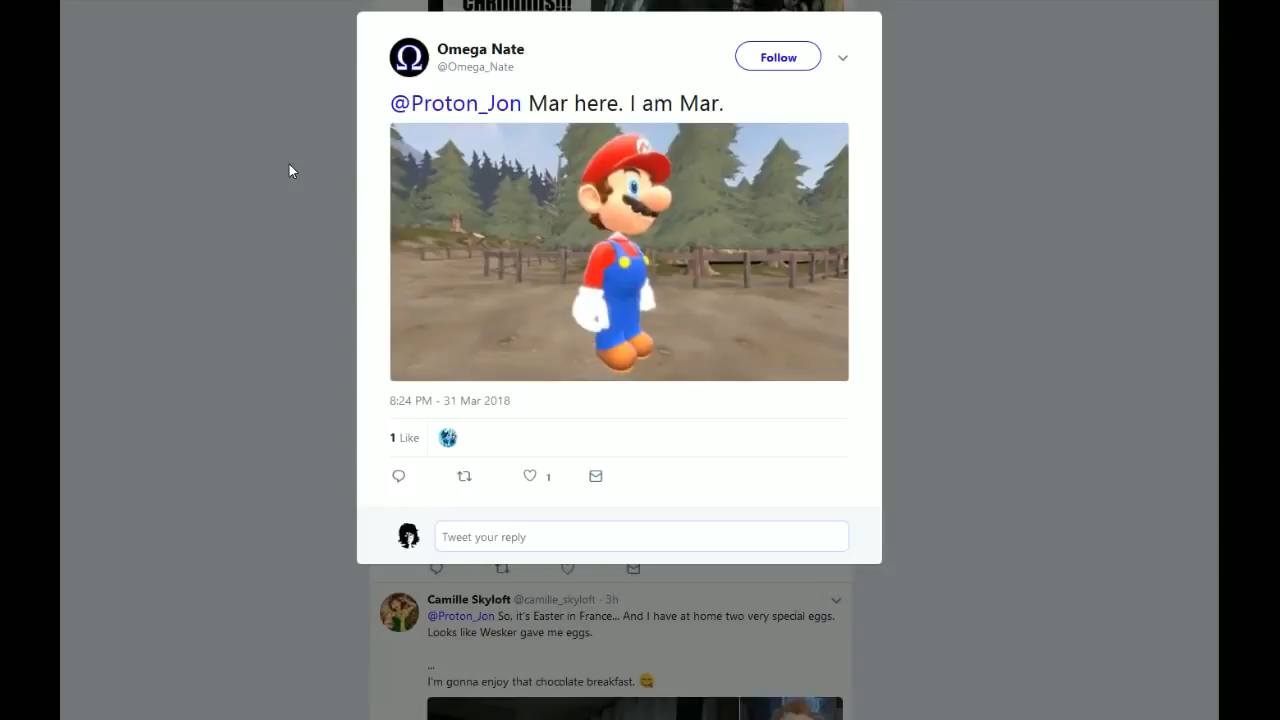 CHRIIIIIS!!!
Omega Nate
@Omega_Nate
Follow
@Proton_Jon Mar here. I am Mar.
8:24 PM - 31 Mar 2018
1 Like
1
Tweet your reply
Camille Skyloft @camille_skyloft · 3h
@Proton_Jon So, it's Easter in France... And I have at home two very special eggs.
Looks like Wesker gave me eggs.
...
I'm gonna enjoy that chocolate breakfast. 😋